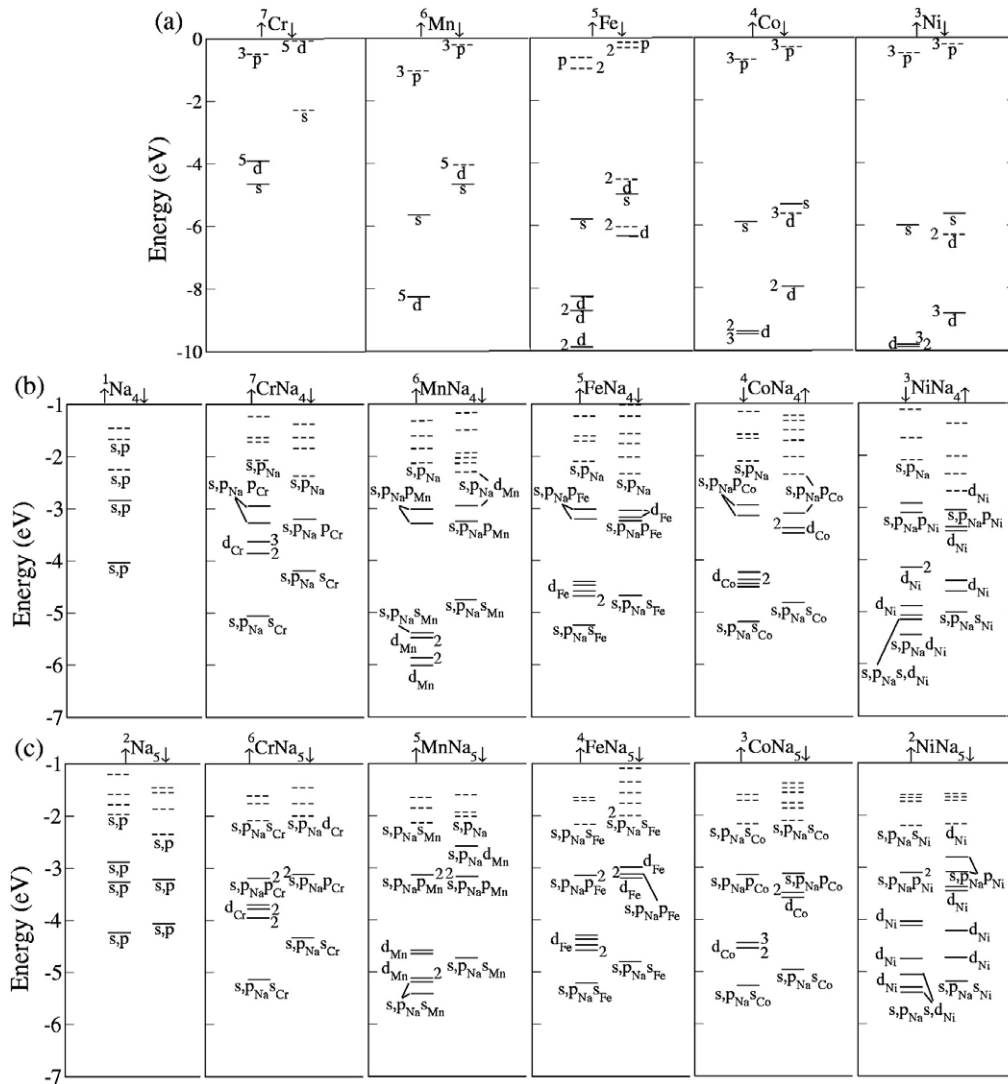 (a)
Energy (eV)
0
-2
-4
-6
-8
-10
↑⁷Cr↓
3 p
5 d
s
5 d
s
↑⁶Mn↓
3 p
3 p
5 d
s
s
5 d
↑⁵Fe↓
2 p
p 2
2 d
s
s
2 d
d
2 d
2 d
↑⁴Co↓
3 p
3 p
s
3 d
s
2 d
2 3 d
↑³Ni↓
3 p
3 p
s
s
2 d
3 d
3
d 2
(b)
Energy (eV)
-1
-2
-3
-4
-5
-6
-7
↑¹Na₄↓
s,p
s,p
s,p
s,p
↑⁷CrNa₄↓
s,p_Na
s,p_Na p_Cr
s,p_Na
s,p_Na p_Cr
d_Cr 3 2
s,p_Na s_Cr
s,p_Na s_Cr
↑⁶MnNa₄↓
s,p_Na
s,p_Na d_Mn
s,p_Na p_Mn
s,p_Na p_Mn
s,p_Na s_Mn
s,p_Na s_Mn
2
d_Mn
2
d_Mn
↑⁵FeNa₄↓
s,p_Na
s,p_Na
s,p_Na p_Fe
d_Fe
s,p_Na p_Fe
d_Fe 2
s,p_Na s_Fe
s,p_Na s_Fe
↑⁴CoNa₄↑
s,p_Na
s,p_Na p_Co
s,p_Na p_Co
2 d_Co
d_Co 2
s,p_Na s_Co
s,p_Na s_Co
↓³NiNa₄↑
s,p_Na
d_Ni
s,p_Na p_Ni
s,p_Na p_Ni
d_Ni
2
d_Ni
d_Ni
d_Ni
s,p_Na s_Ni
s,p_Na d_Ni
s,p_Na s,d_Ni
(c)
Energy (eV)
-1
-2
-3
-4
-5
-6
-7
↑²Na₅↓
s,p
s,p
s,p
s,p
s,p
s,p
s,p
↑⁶CrNa₅↓
s,p_Na s_Cr
s,p_Na d_Cr
2 2
s,p_Na p_Cr
s,p_Na p_Cr
d_Cr 2
2
s,p_Na s_Cr
s,p_Na s_Cr
↑⁵MnNa₅↓
s,p_Na s_Mn
s,p_Na
s,p_Na d_Mn
2 2
s,p_Na p_Mn
s,p_Na p_Mn
d_Mn
s,p_Na s_Mn
d_Mn 2
s,p_Na s_Mn
↑⁴FeNa₅↓
2
s,p_Na s_Fe
s,p_Na s_Fe
d_Fe
2 2
s,p_Na p_Fe
d_Fe
s,p_Na p_Fe
d_Fe 2
s,p_Na s_Fe
s,p_Na s_Fe
↑³CoNa₅↓
s,p_Na s_Co
s,p_Na s_Co
s,p_Na p_Co
s,p_Na p_Co
2
d_Co
d_Co 3 2
s,p_Na s_Co
s,p_Na s_Co
↑²NiNa₅↓
s,p_Na s_Ni
d_Ni
2
s,p_Na p_Ni
s,p_Na p_Ni
d_Ni
d_Ni
d_Ni
d_Ni
d_Ni
d_Ni
s,p_Na s_Ni
s,p_Na s,d_Ni